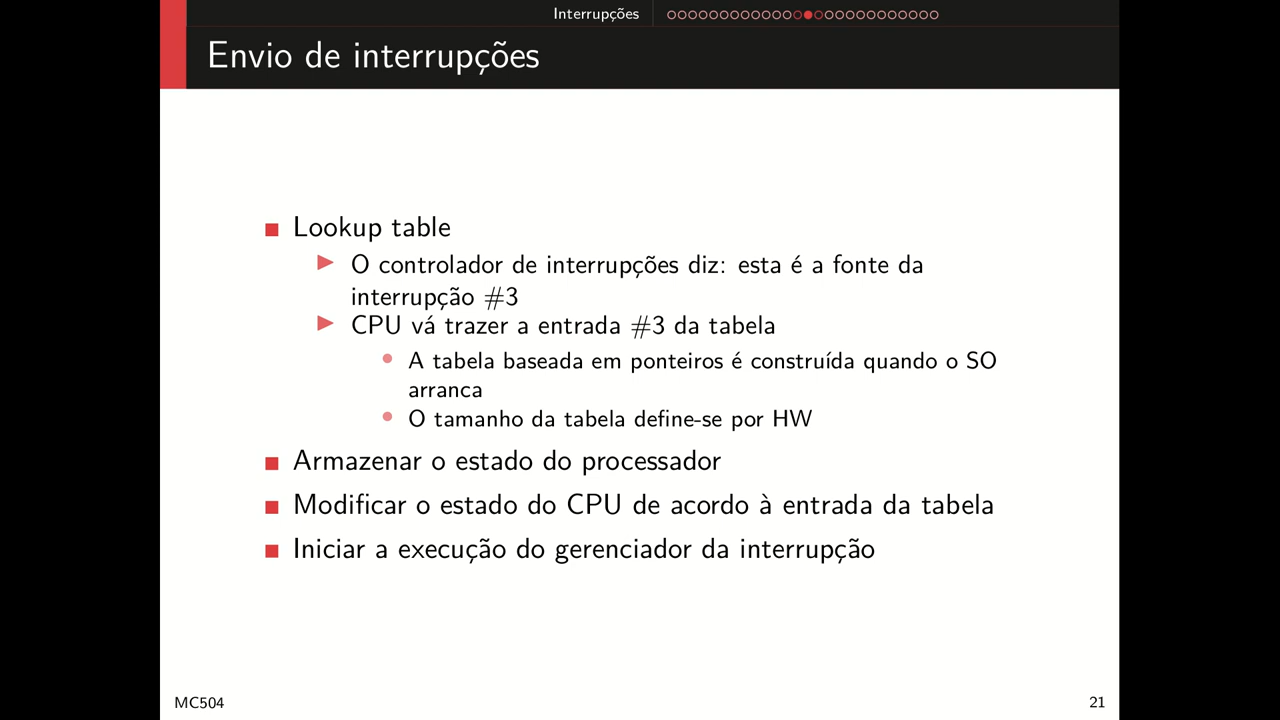 Interrupções
Envio de interrupções
Lookup table
O controlador de interrupções diz: esta é a fonte da
interrupção #3
CPU vá trazer a entrada #3 da tabela
A tabela baseada em ponteiros é construída quando o SO
arranca
O tamanho da tabela define-se por HW
Armazenar o estado do processador
Modificar o estado do CPU de acordo à entrada da tabela
Iniciar a execução do gerenciador da interrupção
MC504
21